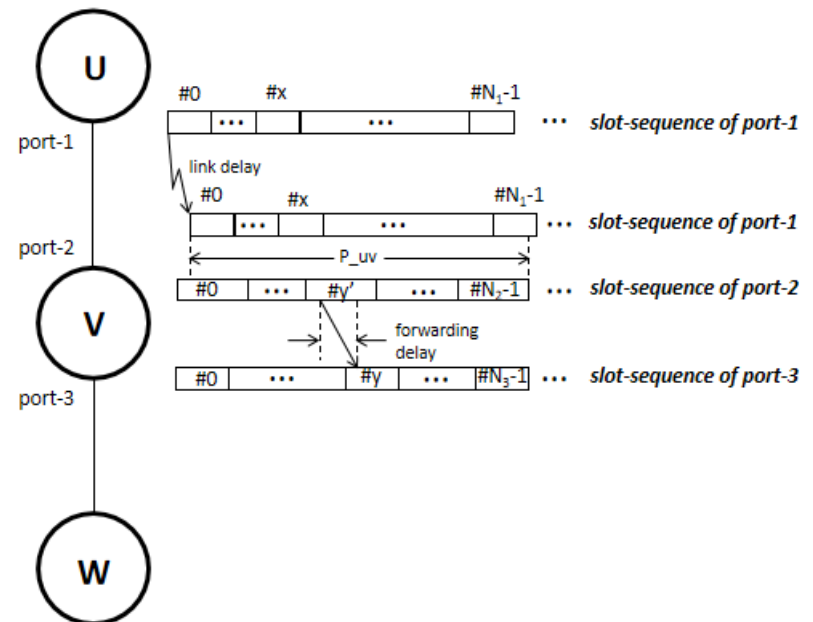 U
#0 #x #N₁-1
... ... ... slot-sequence of port-1
port-1
link delay
#0 #x #N₁-1
... ... ... slot-sequence of port-1
port-2
P_uv
#0 ... #y' ... #N₂-1 ... slot-sequence of port-2
V
forwarding
delay
#0 ... #y ... #N₃-1 ... slot-sequence of port-3
port-3
W